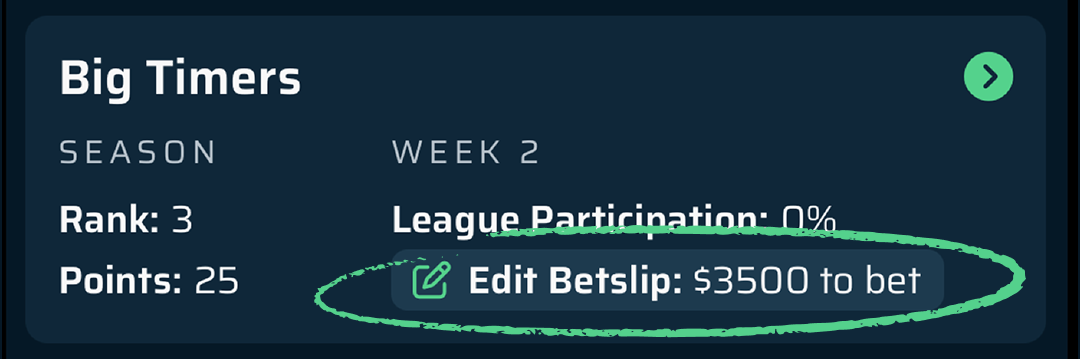 Big Timers
SEASON
WEEK 2
Rank: 3
League Participation: 0%
Points: 25
Edit Betslip: $3500 to bet